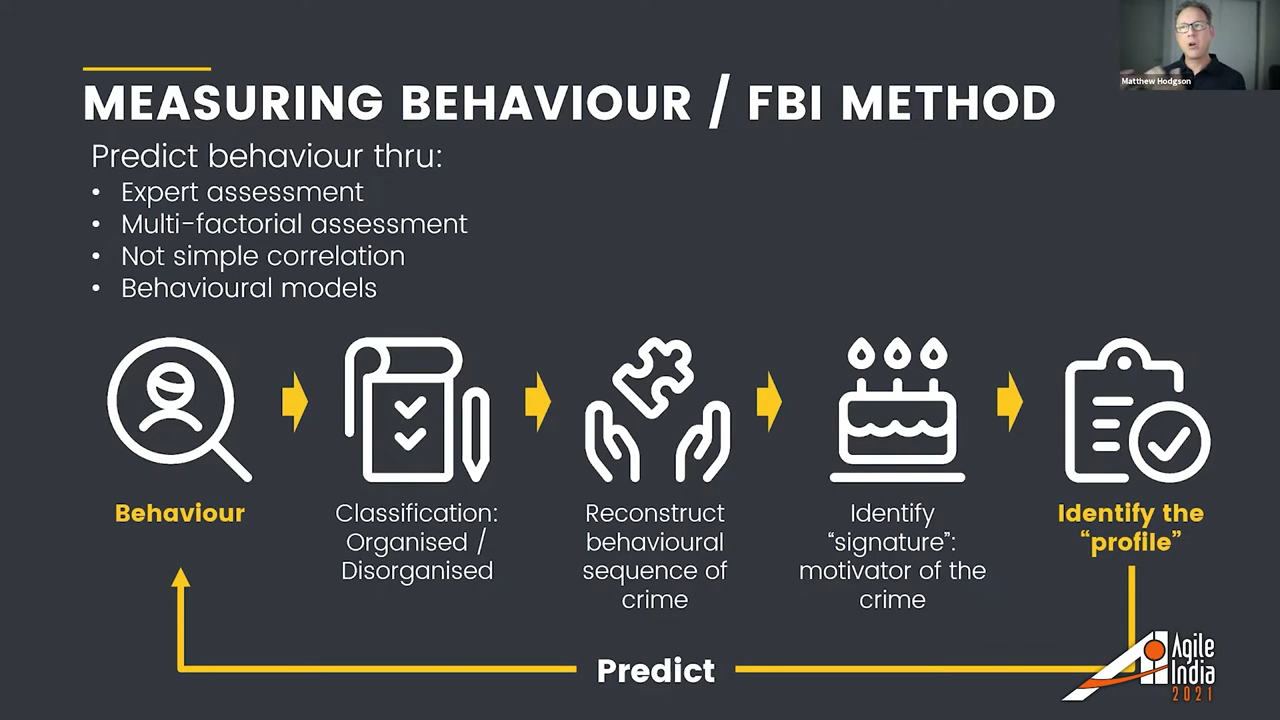 Matthew Hodgson
MEASURING BEHAVIOUR / FBI METHOD
Predict behaviour thru:
• Expert assessment
• Multi-factorial assessment
• Not simple correlation
• Behavioural models
Behaviour
Classification:
Organised /
Disorganised
Reconstruct
behavioural
sequence of
crime
Identify
“signature”:
motivator of the
crime
Identify the
“profile”
Predict
Agile
India
2021